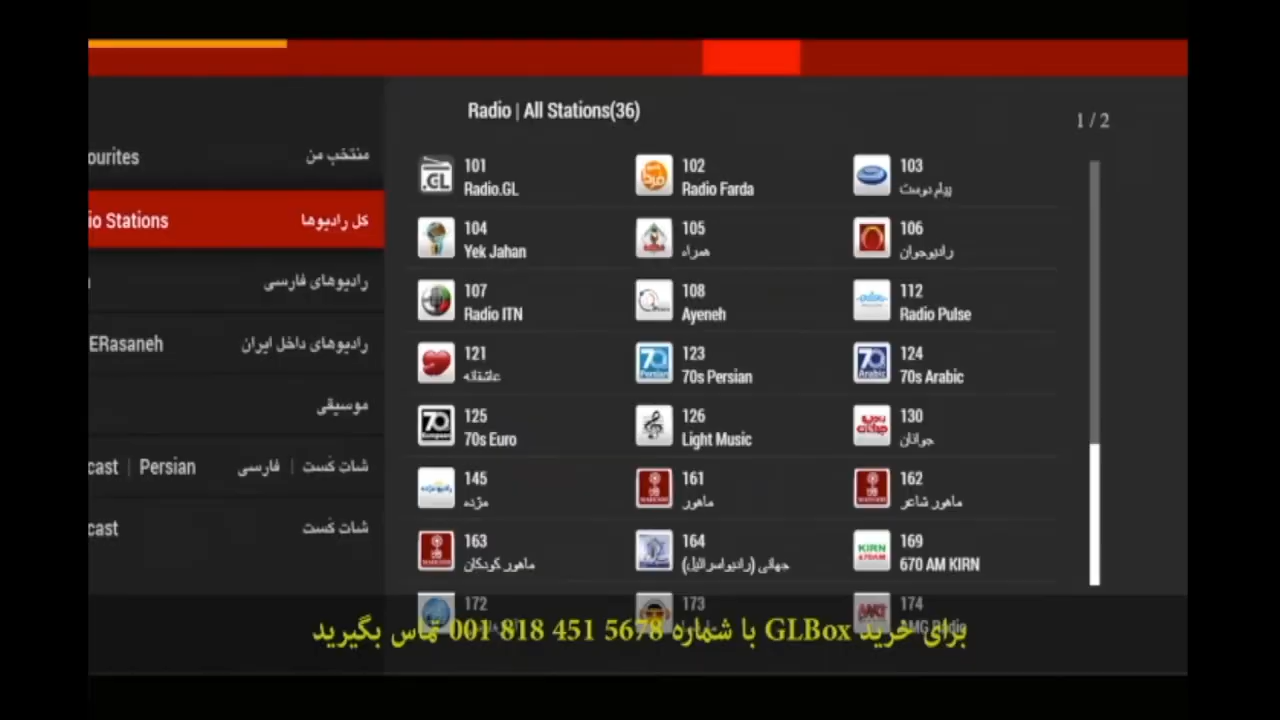 Radio | All Stations(36)
1 / 2
ourites منتخب من
io Stations کل رادیوها
رادیوهای فارسی
ERasaneh رادیوهای داخل ایران
موسیقی
cast | Persian شات کَست | فارسی
cast شات کَست
101 Radio.GL
102 Radio Farda
103 پیام دوست
104 Yek Jahan
105 همراه
106 رادیوجوان
107 Radio ITN
108 Ayeneh
112 Radio Pulse
121 عاشقانه
123 70s Persian
124 70s Arabic
125 70s Euro
126 Light Music
130 جوانان
145 مژده
161 ماهور
162 ماهور شاعر
163 ماهور کودکان
164 جهانی (رادیواسرائیل)
169 670 AM KIRN
172
173
174 AMG Radio
برای خرید GLBox با شماره 5678 451 818 001 تماس بگیرید